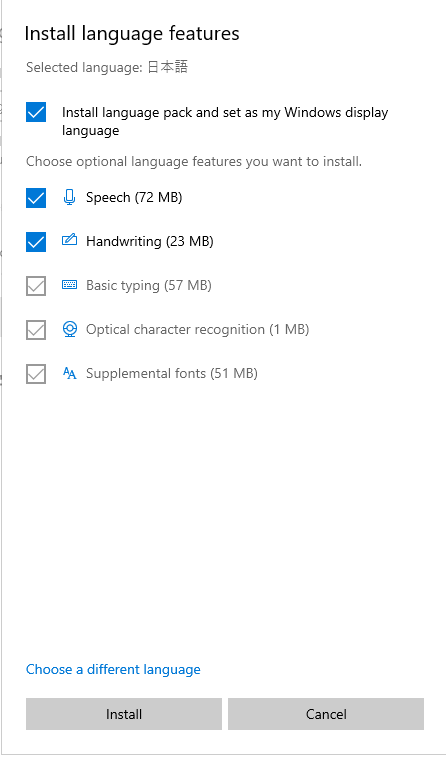 Install language features
Selected language: 日本語
Install language pack and set as my Windows display
language
Choose optional language features you want to install.
Speech (72 MB)
Handwriting (23 MB)
Basic typing (57 MB)
Optical character recognition (1 MB)
Supplemental fonts (51 MB)
Choose a different language
Install
Cancel